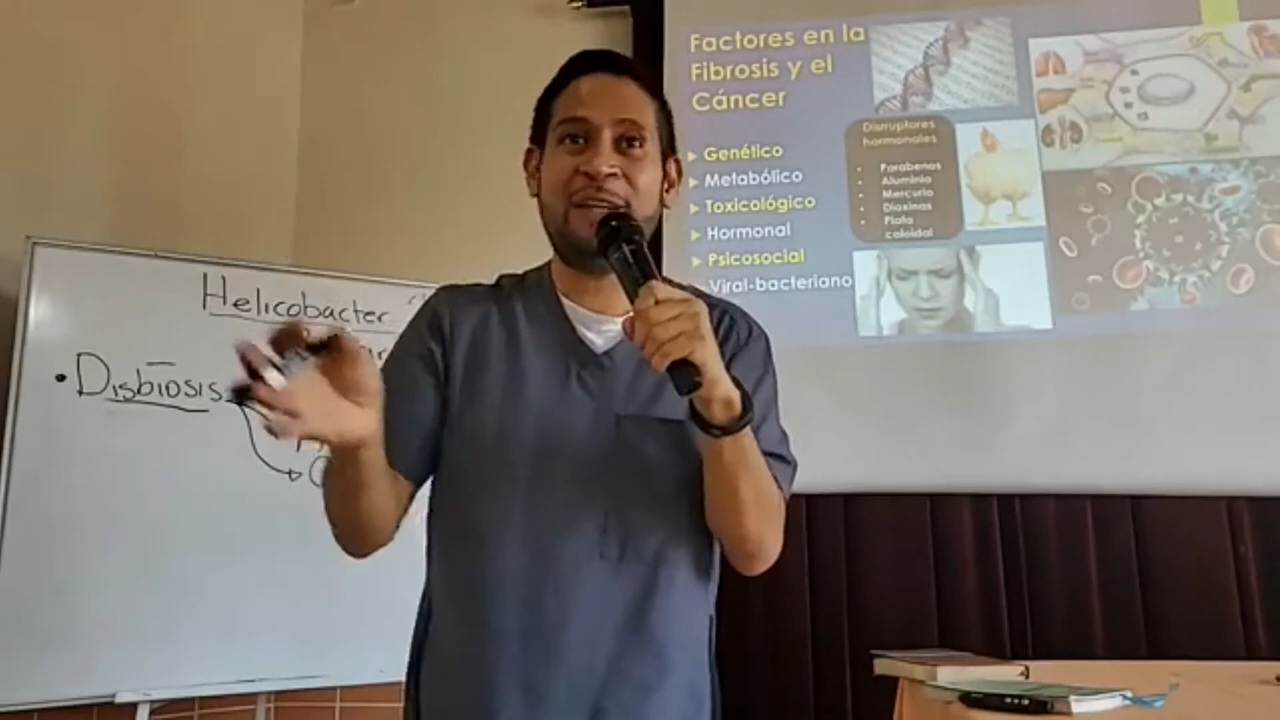 Helicobacter
• Disbiosis
Factores en la
Fibrosis y el
Cáncer
Genético
Metabólico
Toxicológico
Hormonal
Psicosocial
Viral-bacteriano
Disruptores
hormonales
• Parabenos
• Aluminio
• Mercurio
• Dioxinas
• Plata
coloidal